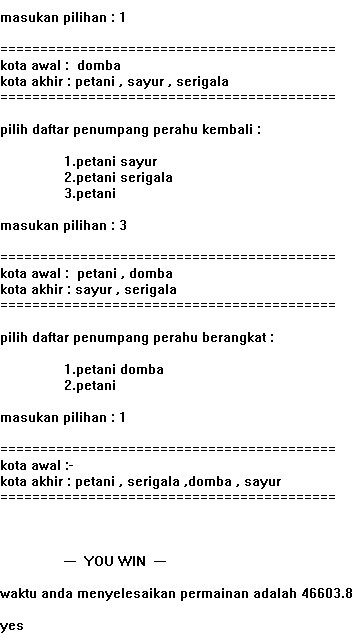 masukan pilihan : 1
==========================================
kota awal :  domba
kota akhir : petani , sayur , serigala
==========================================
pilih daftar penumpang perahu kembali :
1.petani sayur
2.petani serigala
3.petani
masukan pilihan : 3
==========================================
kota awal :  petani , domba
kota akhir : sayur , serigala
==========================================
pilih daftar penumpang perahu berangkat :
1.petani domba
2.petani
masukan pilihan : 1
==========================================
kota awal :-
kota akhir : petani , serigala ,domba , sayur
==========================================
—  YOU WIN  —
waktu anda menyelesaikan permainan adalah 46603.8
yes